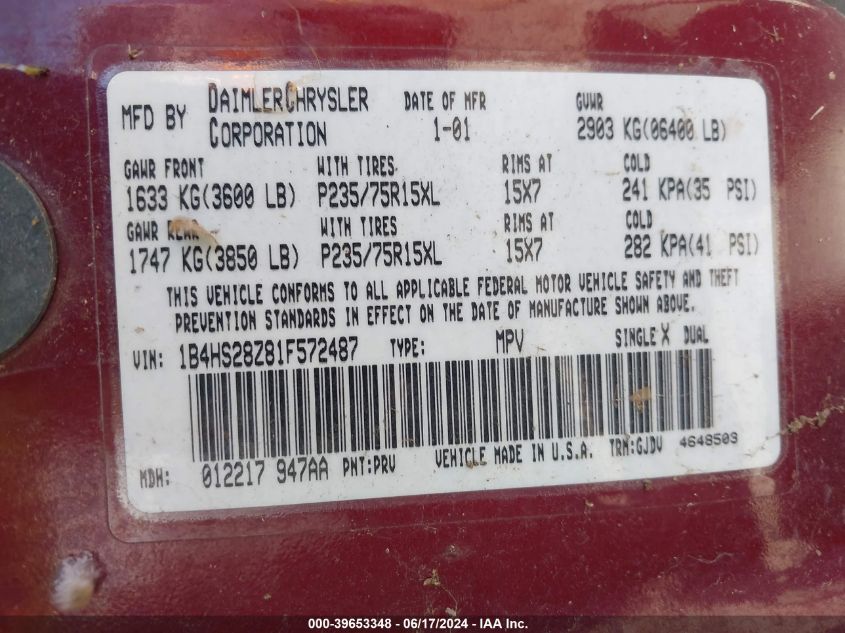 MFD BY DAIMLERCHRYSLER CORPORATION DATE OF MFR 1-01 GVWR 2903 KG(06400 LB)
GAWR FRONT WITH TIRES RIMS AT COLD
1633 KG(3600 LB) P235/75R15XL 15X7 241 KPA(35 PSI)
GAWR REAR WITH TIRES RIMS AT COLD
1747 KG(3850 LB) P235/75R15XL 15X7 282 KPA(41 PSI)
THIS VEHICLE CONFORMS TO ALL APPLICABLE FEDERAL MOTOR VEHICLE SAFETY AND THEFT
PREVENTION STANDARDS IN EFFECT ON THE DATE OF MANUFACTURE SHOWN ABOVE.
VIN: 1B4HS28Z81F572487 TYPE: MPV SINGLE X DUAL
MDH: 012217 947AA PNT:PRV VEHICLE MADE IN U.S.A. TRM:GJDV 4648503
000-39653348 - 06/17/2024 - IAA Inc.